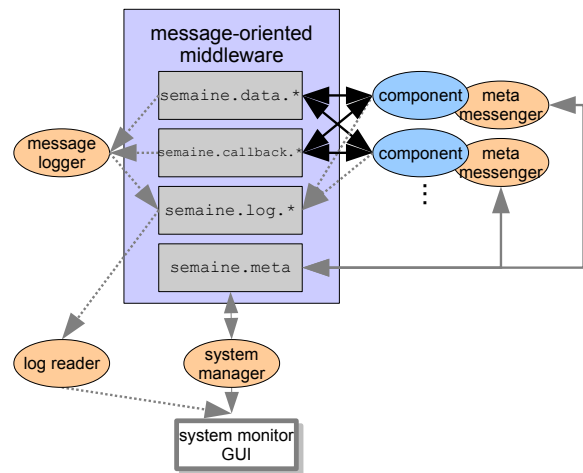 message-oriented
middleware
semaine.data.*
semaine.callback.*
semaine.log.*
semaine.meta
component
meta
messenger
component
meta
messenger
⋮
message
logger
log reader
system
manager
system monitor
GUI